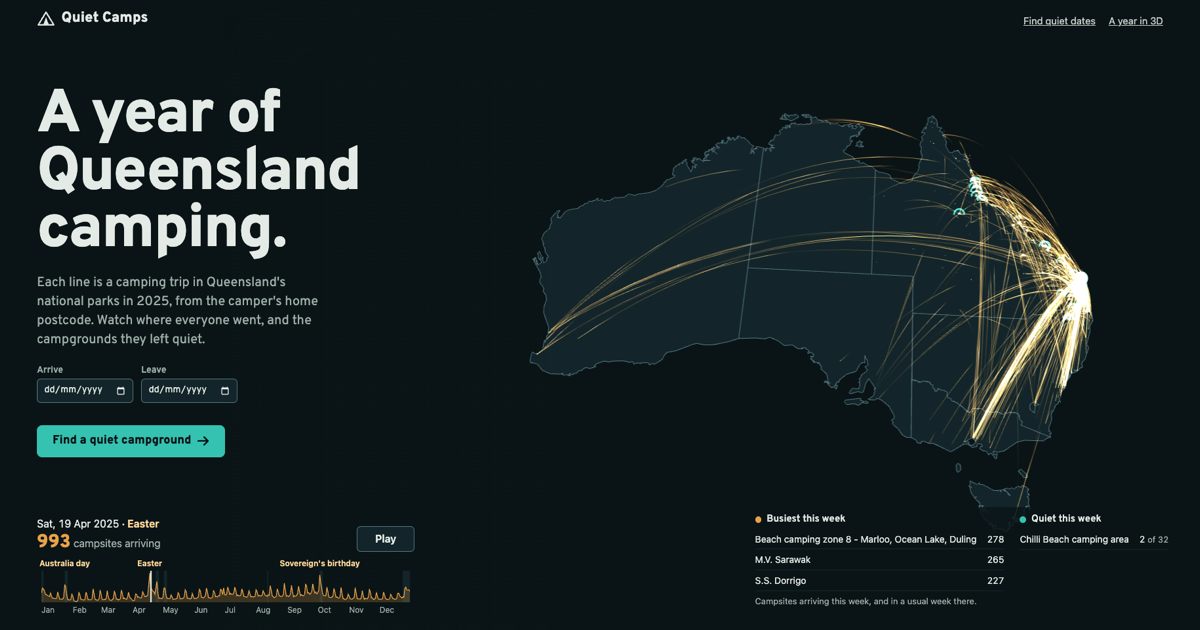 Quiet Camps
Find quiet dates
A year in 3D
A year of
Queensland
camping.
Each line is a camping trip in Queensland's
national parks in 2025, from the camper's home
postcode. Watch where everyone went, and the
campgrounds they left quiet.
Arrive
Leave
dd/mm/yyyy
dd/mm/yyyy
Find a quiet campground →
Sat, 19 Apr 2025 · Easter
993 campsites arriving
Play
Australia day
Easter
Sovereign's birthday
Jan Feb Mar Apr May Jun Jul Aug Sep Oct Nov Dec
Busiest this week
Beach camping zone 8 - Marloo, Ocean Lake, Duling 278
M.V. Sarawak 265
S.S. Dorrigo 227
Campsites arriving this week, and in a usual week there.
Quiet this week
Chilli Beach camping area 2 of 32